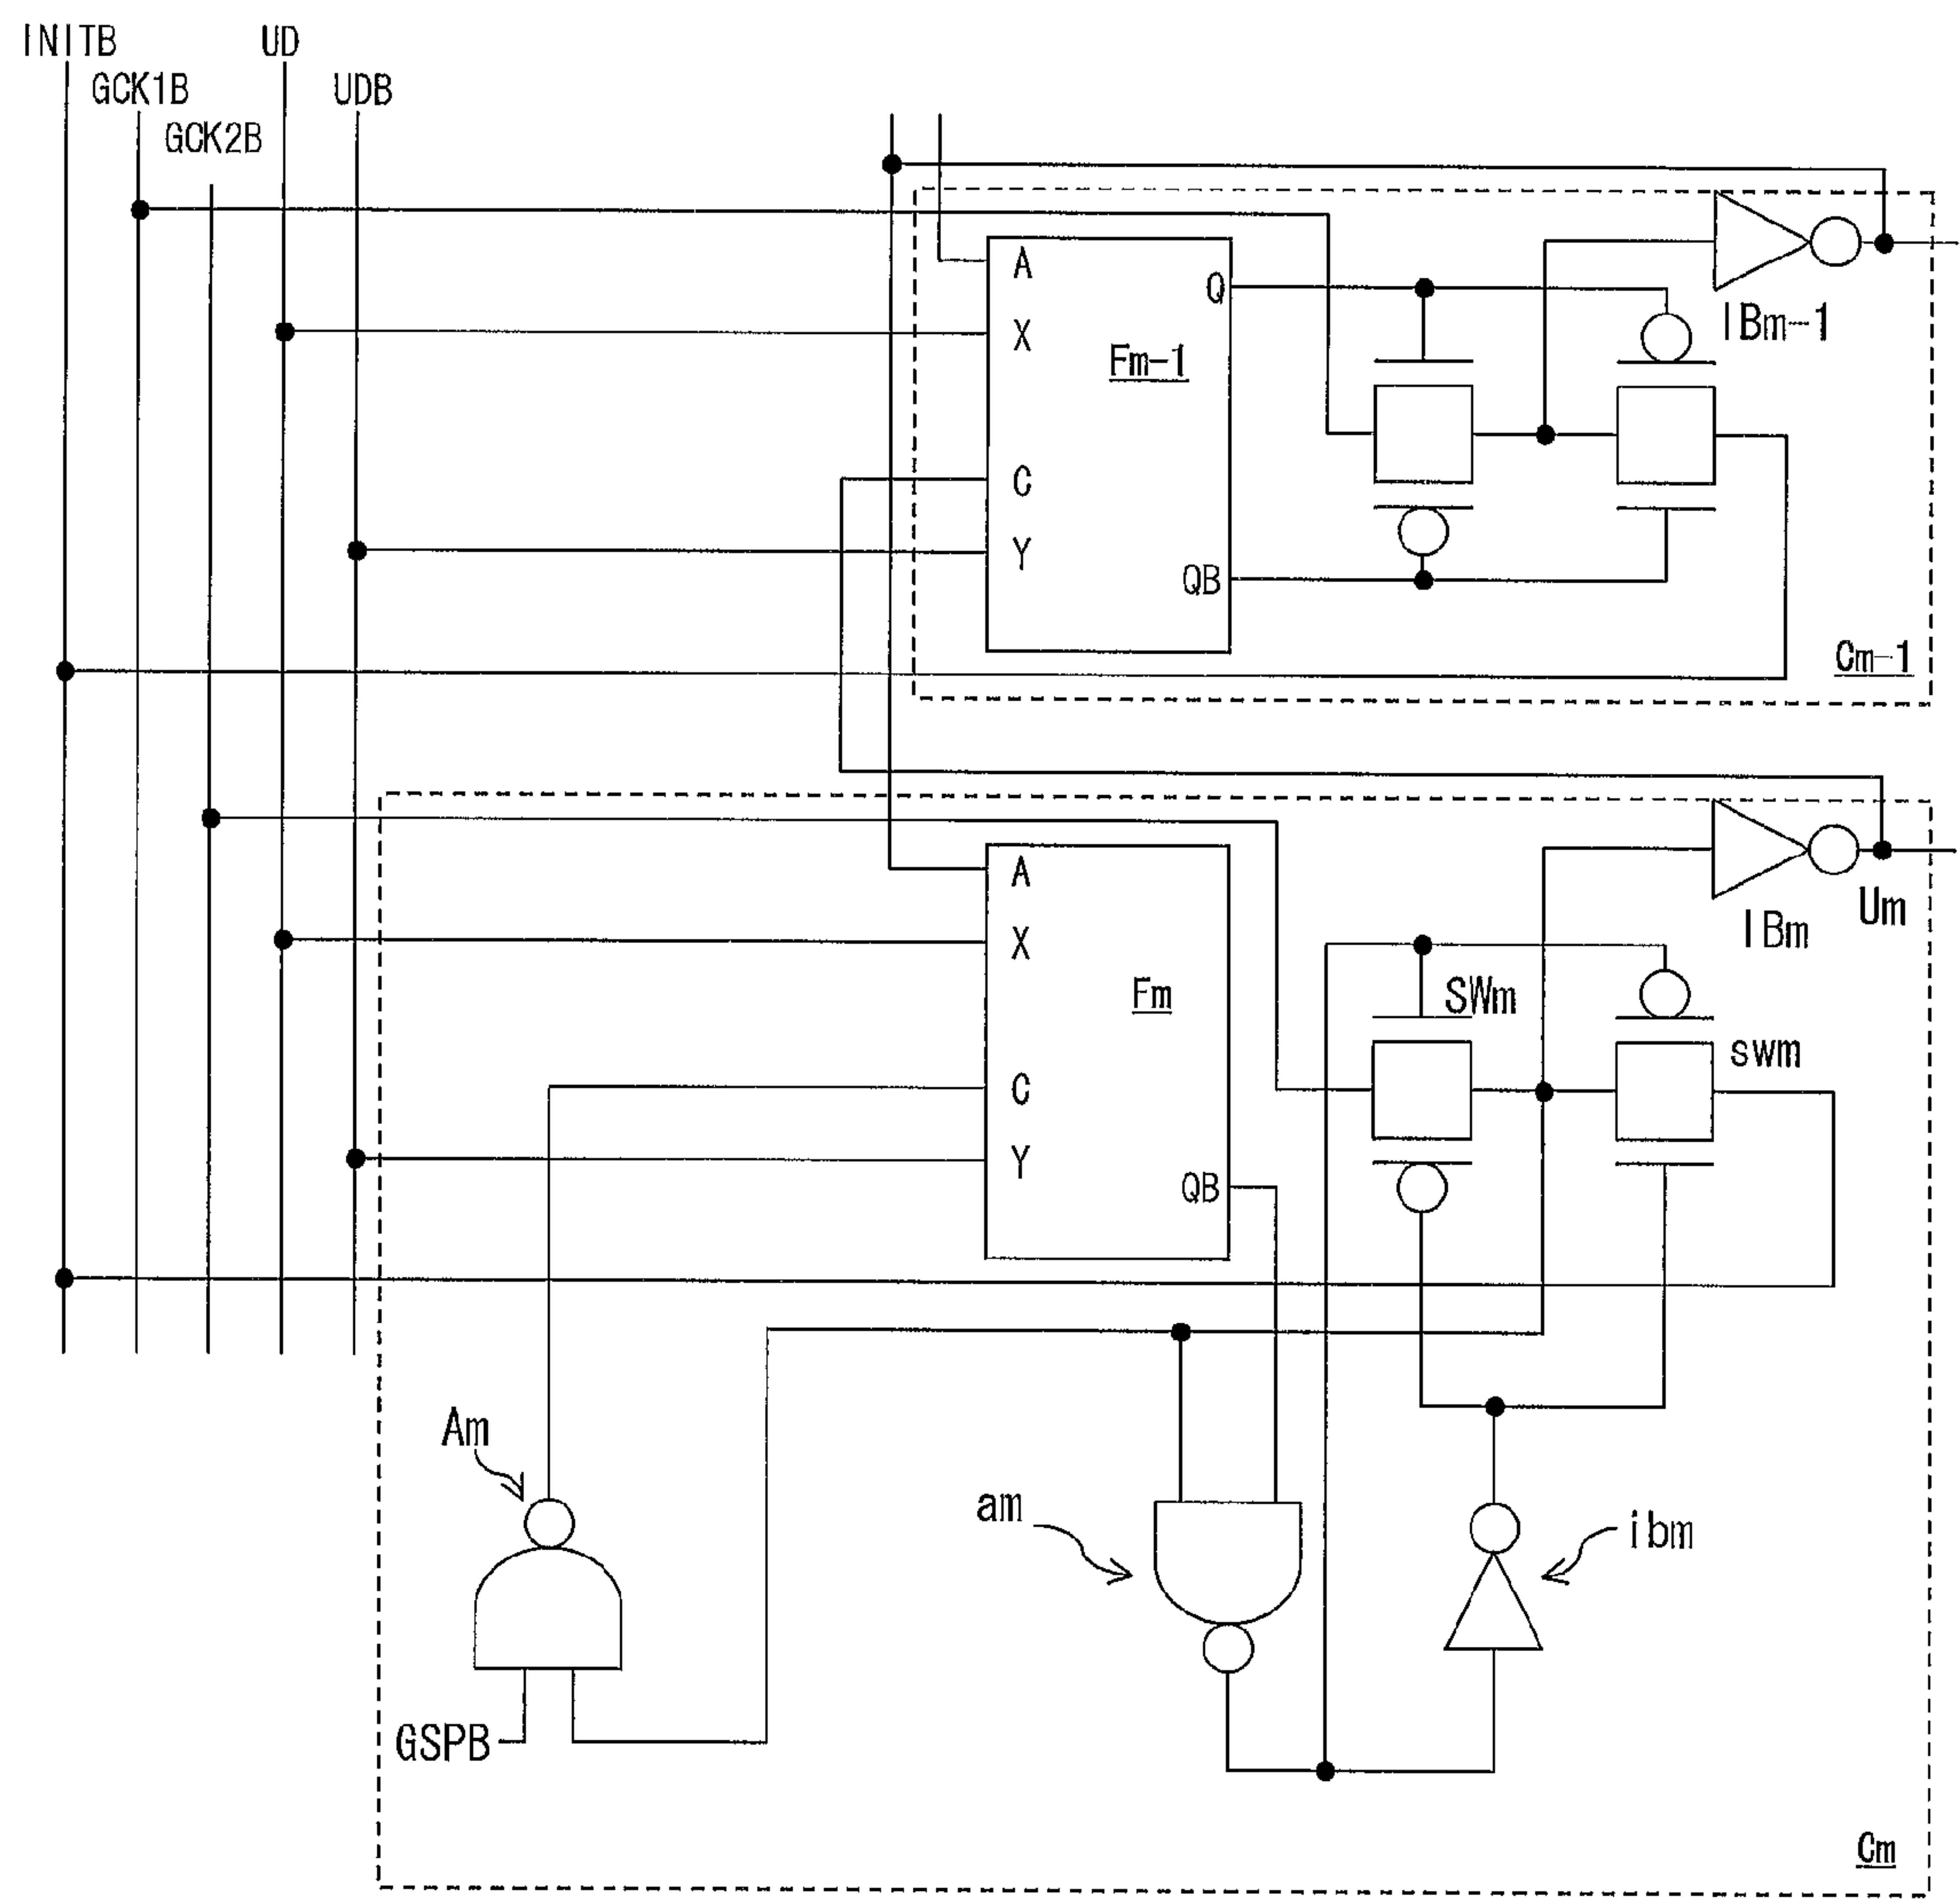 INITB
UD
GCK1B
UDB
GCK2B
A
Q
IBm-1
X
Fm-1
C
Y
QB
Cm-1
A
Um
IBm
X
Fm
SWm
swm
C
Y
QB
Am
am
ibm
GSPB
Cm